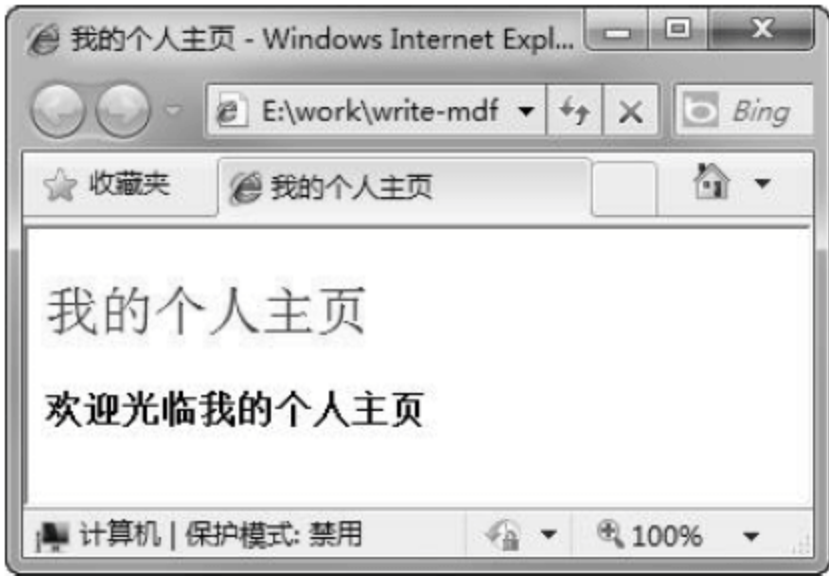 我的个人主页 - Windows Internet Expl...
E:\work\write-mdf
Bing
收藏夹
我的个人主页
我的个人主页
欢迎光临我的个人主页
计算机 | 保护模式: 禁用
100%